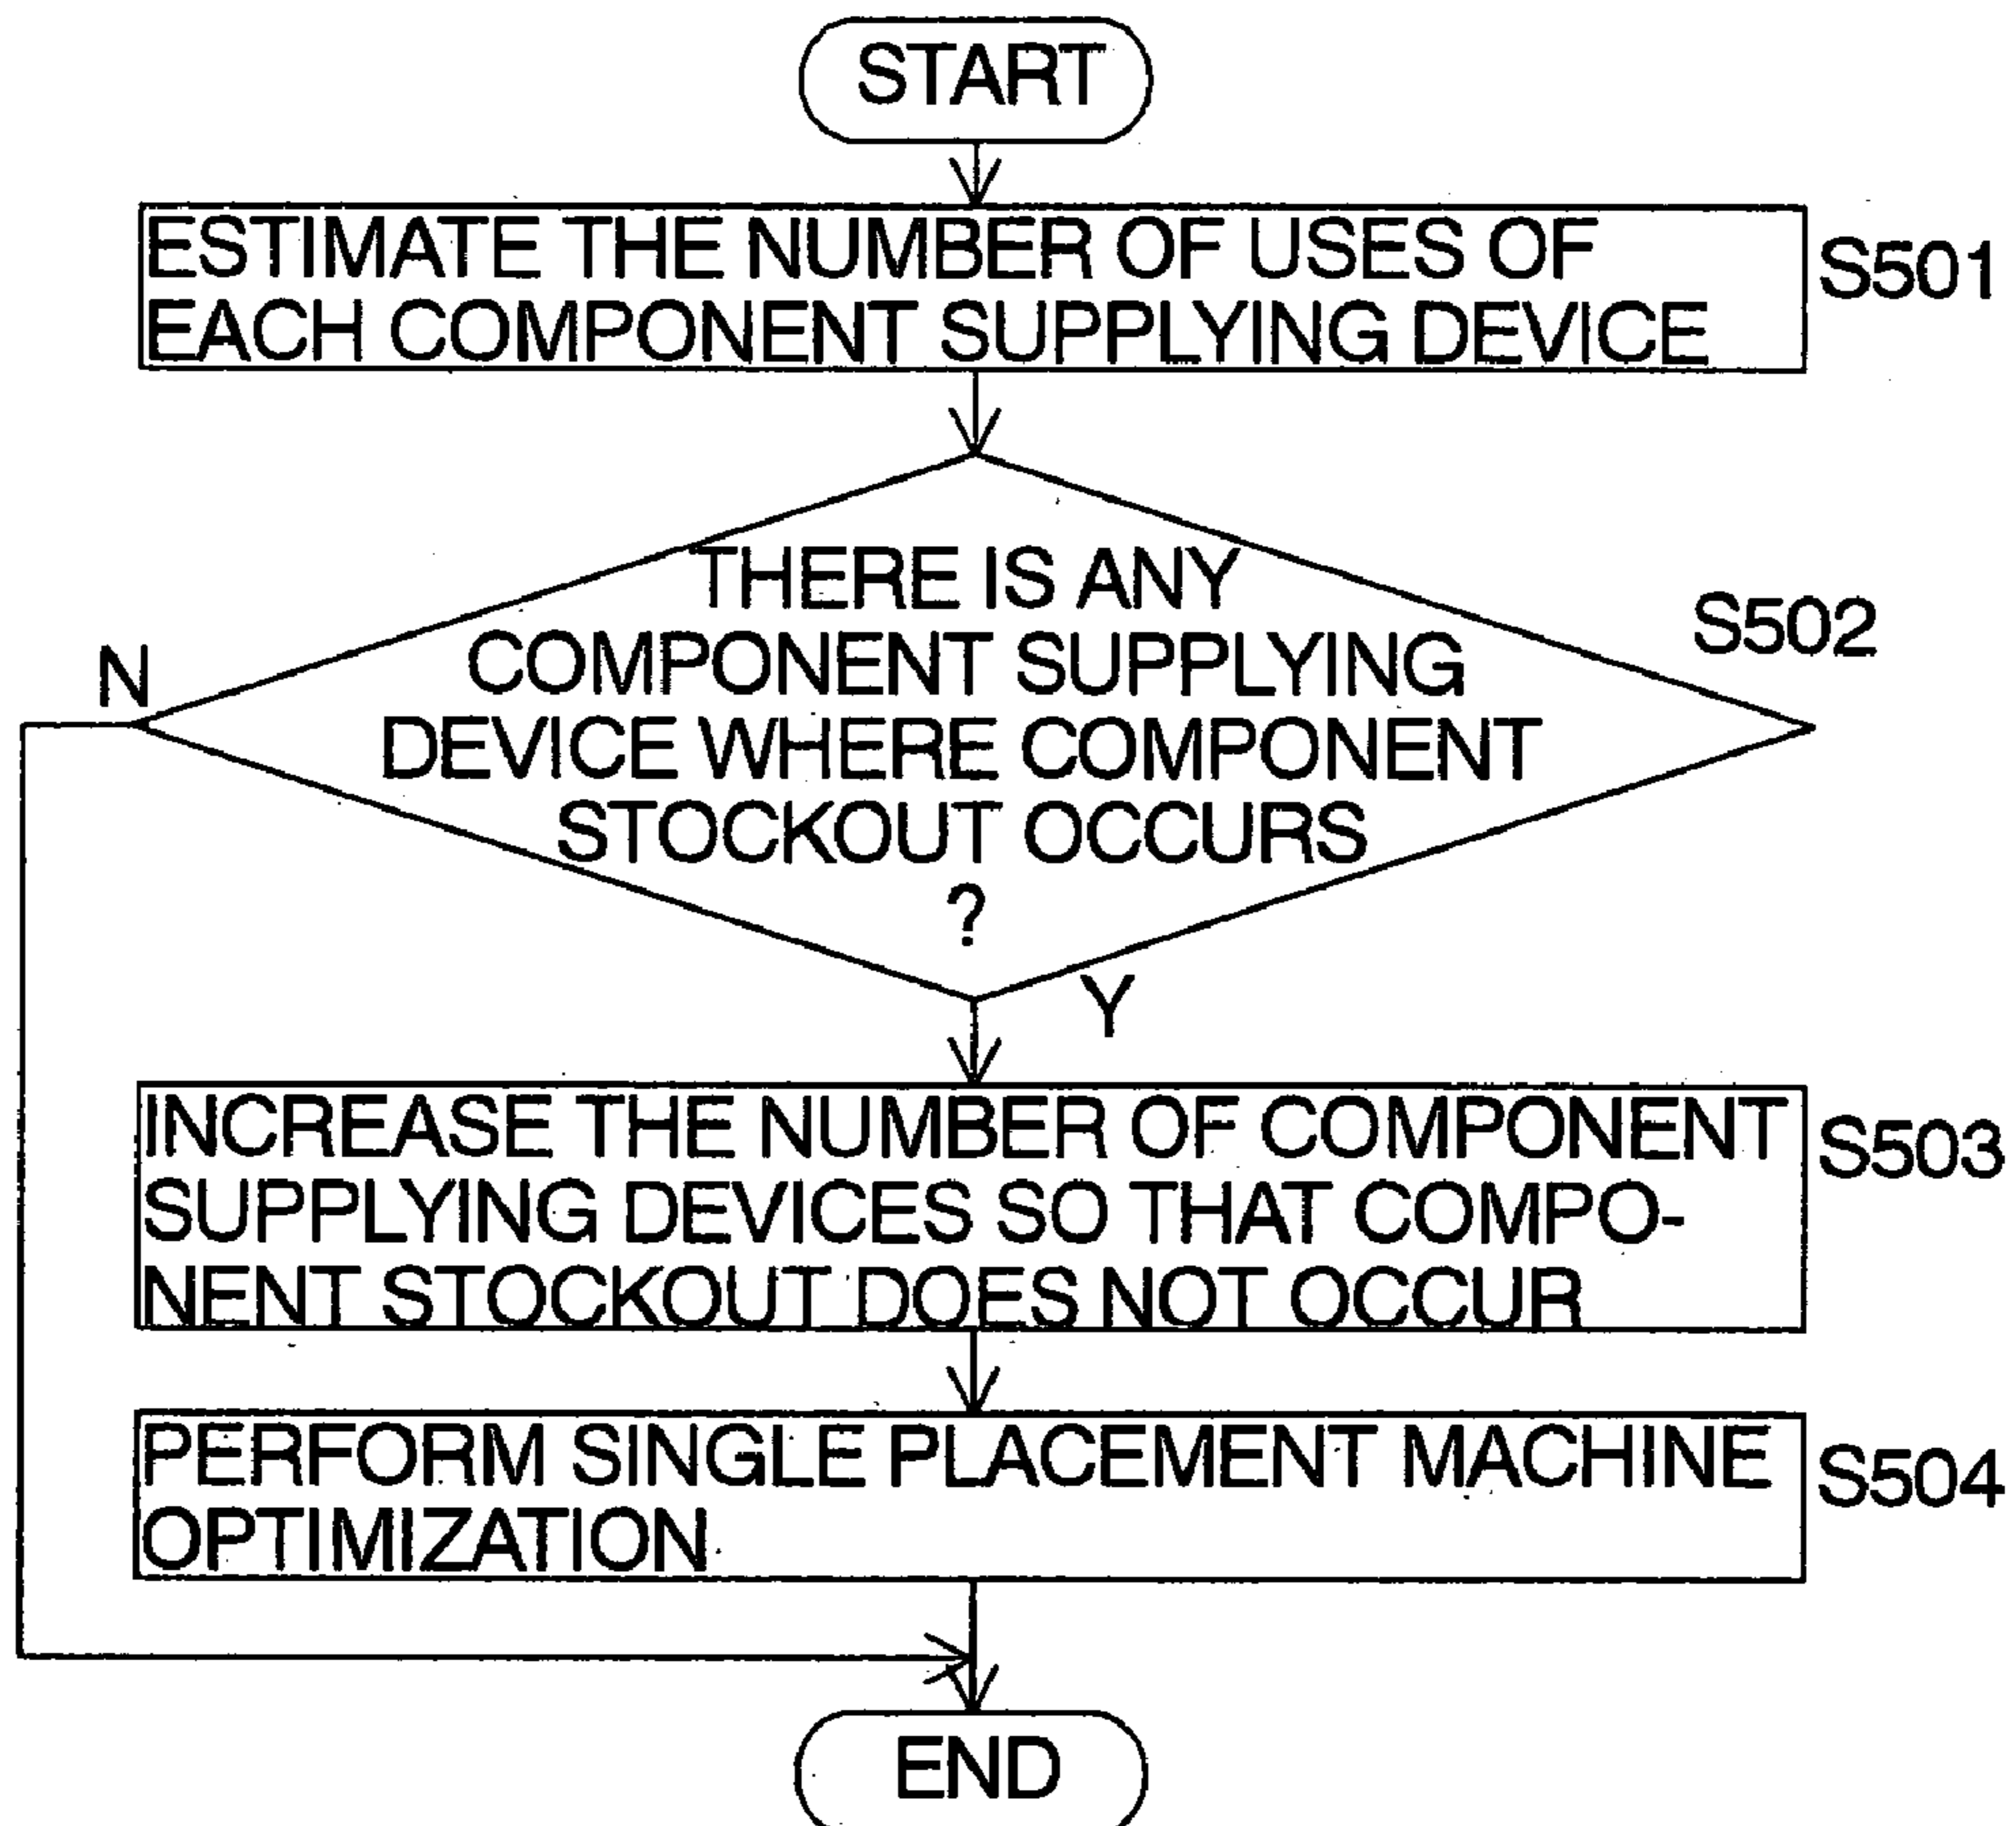 START
ESTIMATE THE NUMBER OF USES OF
EACH COMPONENT SUPPLYING DEVICE
S501
THERE IS ANY
COMPONENT SUPPLYING
DEVICE WHERE COMPONENT
STOCKOUT OCCURS
?
S502
N
Y
INCREASE THE NUMBER OF COMPONENT
SUPPLYING DEVICES SO THAT COMPO-
NENT STOCKOUT DOES NOT OCCUR
S503
PERFORM SINGLE PLACEMENT MACHINE
OPTIMIZATION
S504
END